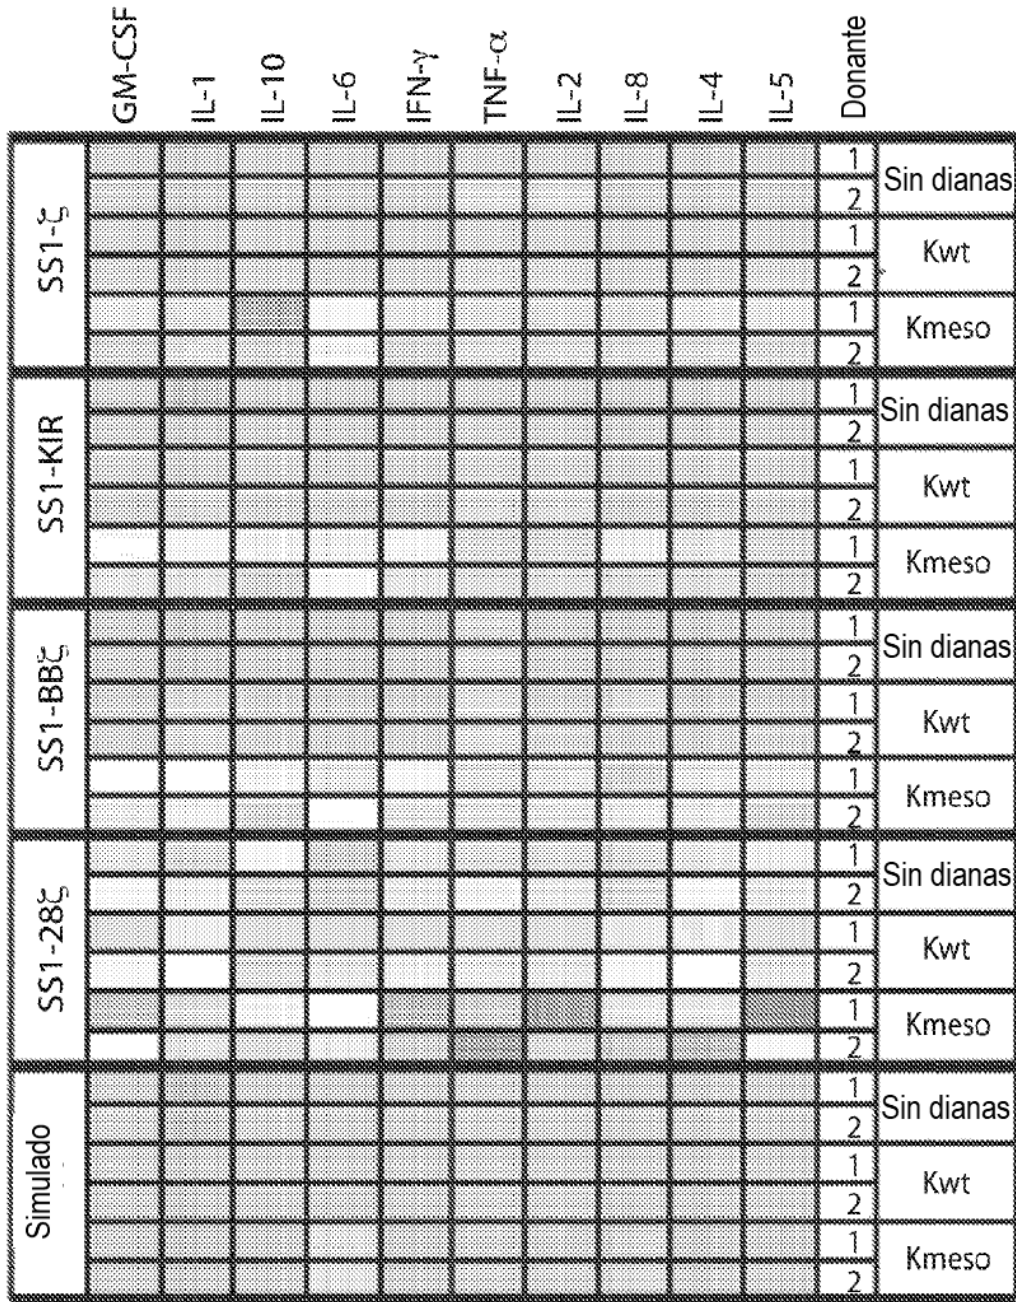 GM-CSF IL-1 IL-10 IL-6 IFN-γ TNF-α IL-2 IL-8 IL-4 IL-5 Donante
SS1-ζ
1 Sin dianas
2
1 Kwt
2
1 Kmeso
2
SS1-KIR
1 Sin dianas
2
1 Kwt
2
1 Kmeso
2
SS1-BBζ
1 Sin dianas
2
1 Kwt
2
1 Kmeso
2
SS1-28ζ
1 Sin dianas
2
1 Kwt
2
1 Kmeso
2
Simulado
1 Sin dianas
2
1 Kwt
2
1 Kmeso
2